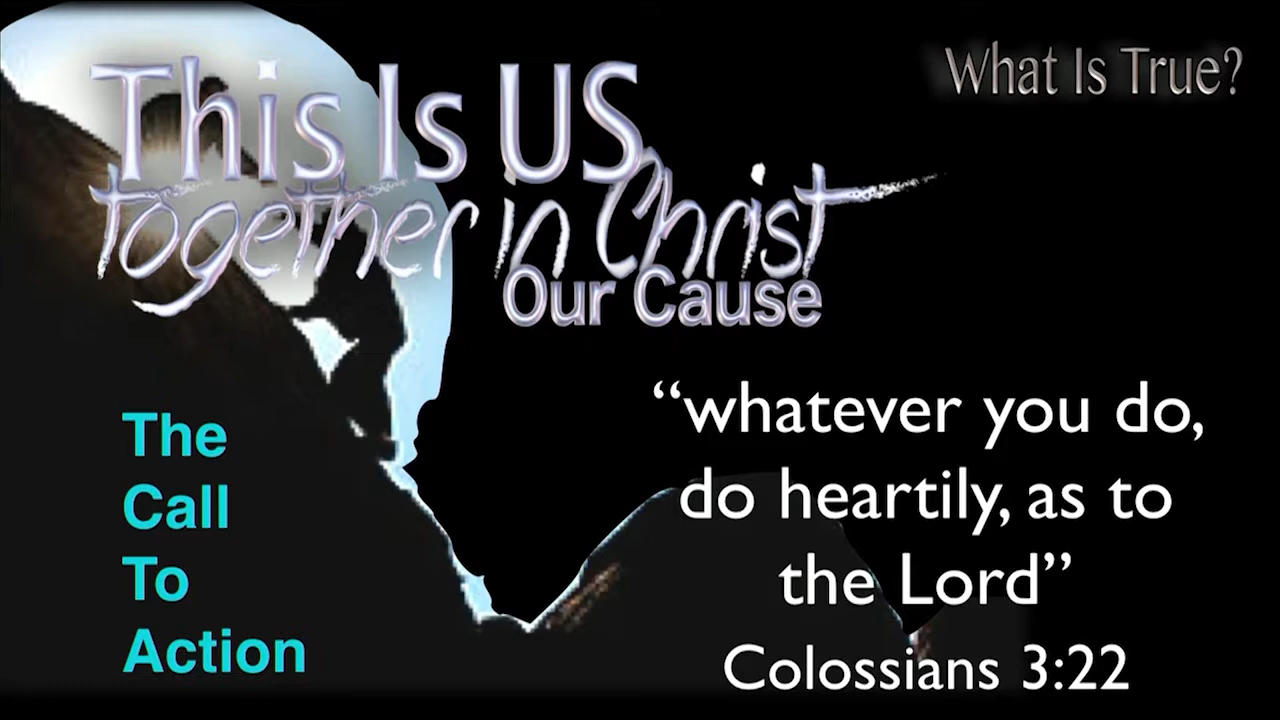 What Is True?
This Is US
together in Christ
Our Cause
The
Call
To
Action
“whatever you do,
do heartily, as to
the Lord”
Colossians 3:22